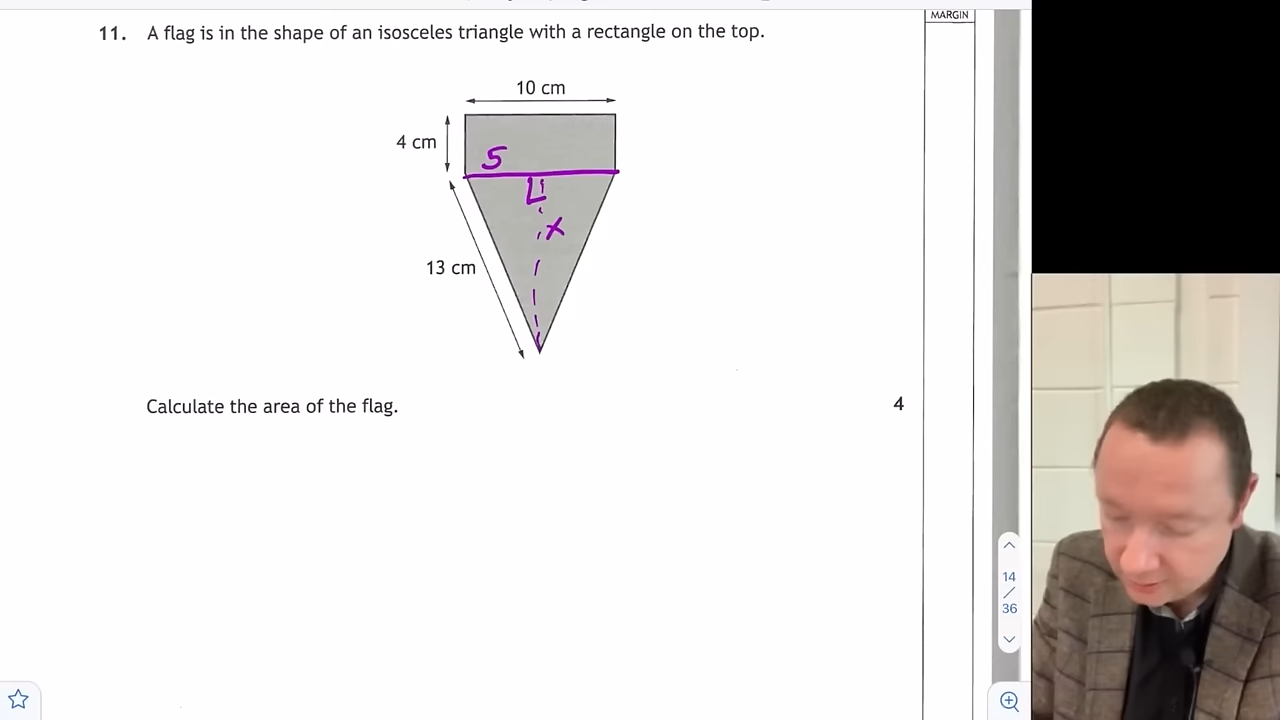 MARGIN
11. A flag is in the shape of an isosceles triangle with a rectangle on the top.
10 cm
4 cm
5
x
13 cm
Calculate the area of the flag.
4
14
/
36